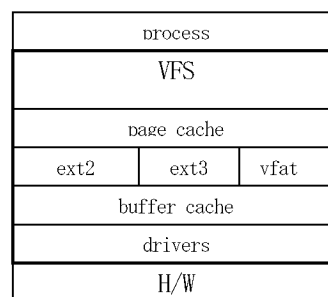 process
VFS
page cache
ext2 ext3 vfat
buffer cache
drivers
H/W